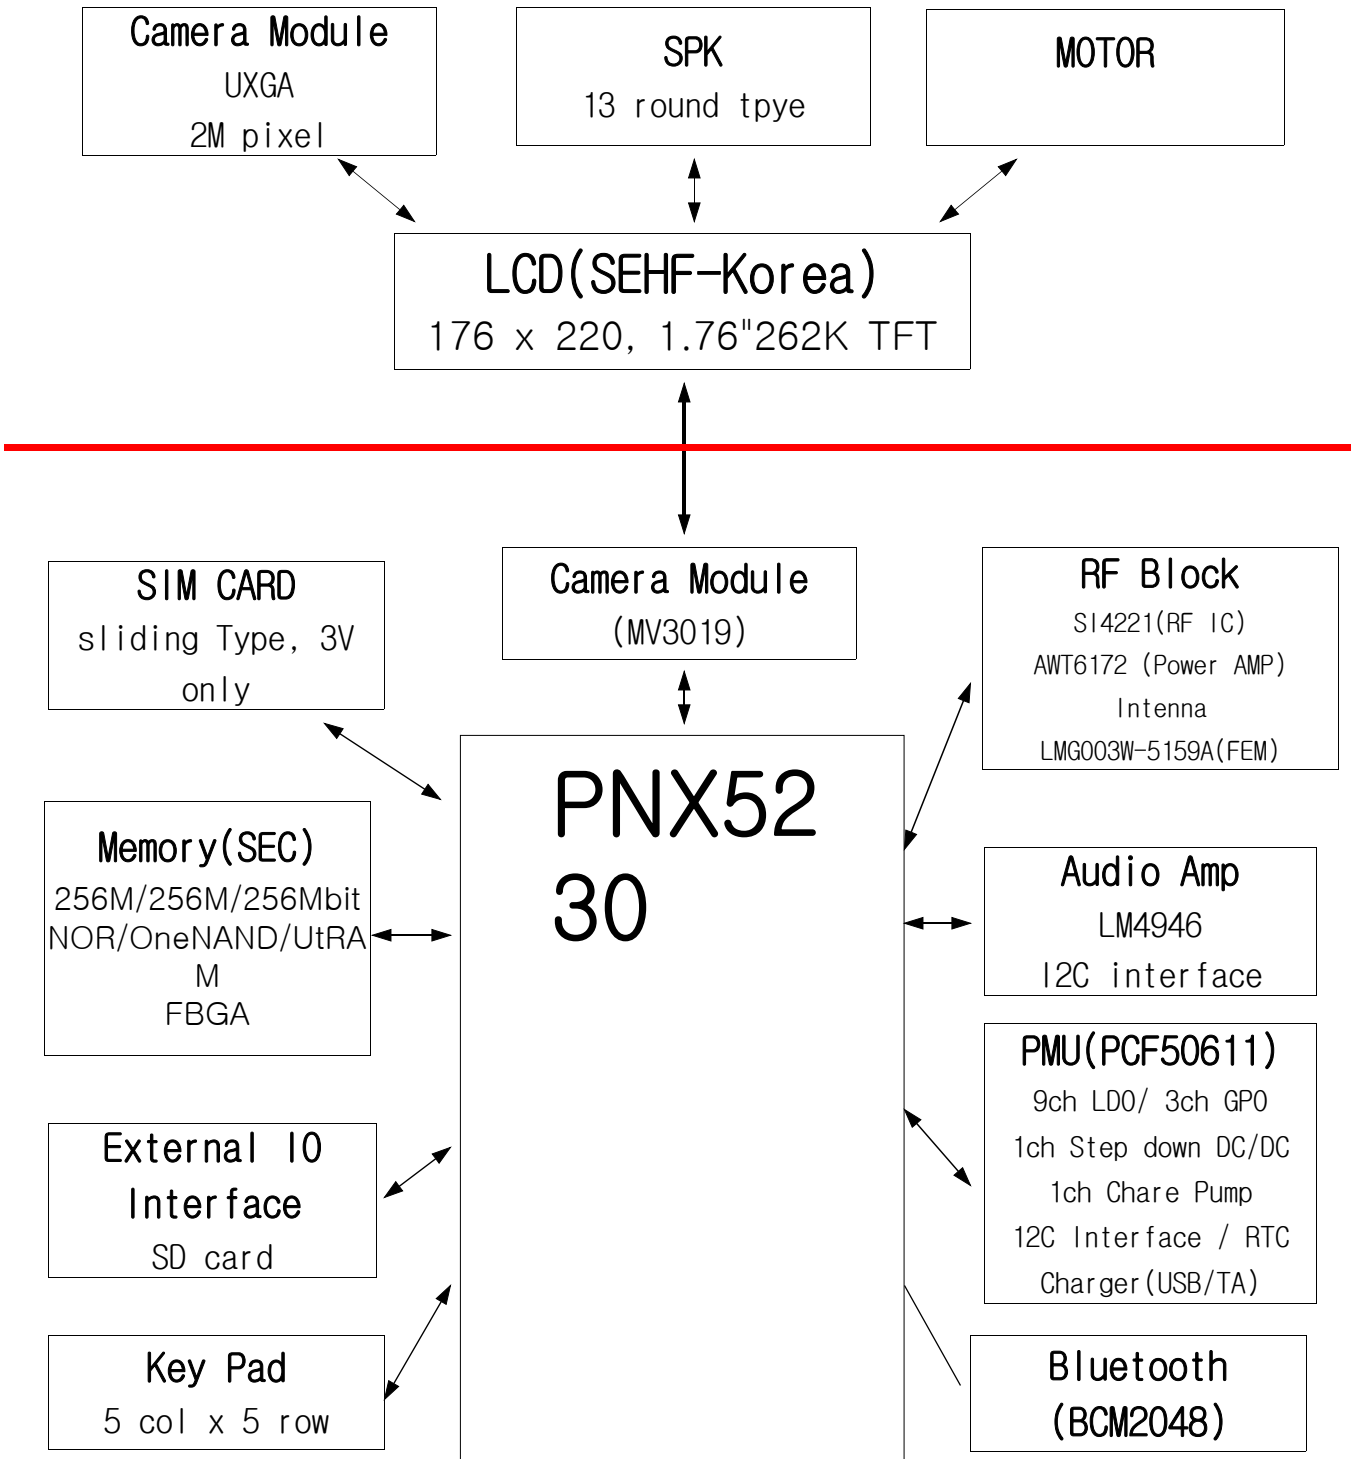 Camera Module
UXGA
2M pixel
SPK
13 round tpye
MOTOR
LCD(SEHF-Korea)
176 x 220, 1.76"262K TFT
SIM CARD
sliding Type, 3V
only
Camera Module
(MV3019)
RF Block
SI4221(RF IC)
AWT6172 (Power AMP)
Intenna
LMG003W-5159A(FEM)
PNX52
30
Memory(SEC)
256M/256M/256Mbit
NOR/OneNAND/UtRA
M
FBGA
Audio Amp
LM4946
I2C interface
PMU(PCF50611)
9ch LDO/ 3ch GPO
1ch Step down DC/DC
1ch Chare Pump
12C Interface / RTC
Charger(USB/TA)
External IO
Interface
SD card
Key Pad
5 col x 5 row
Bluetooth
(BCM2048)